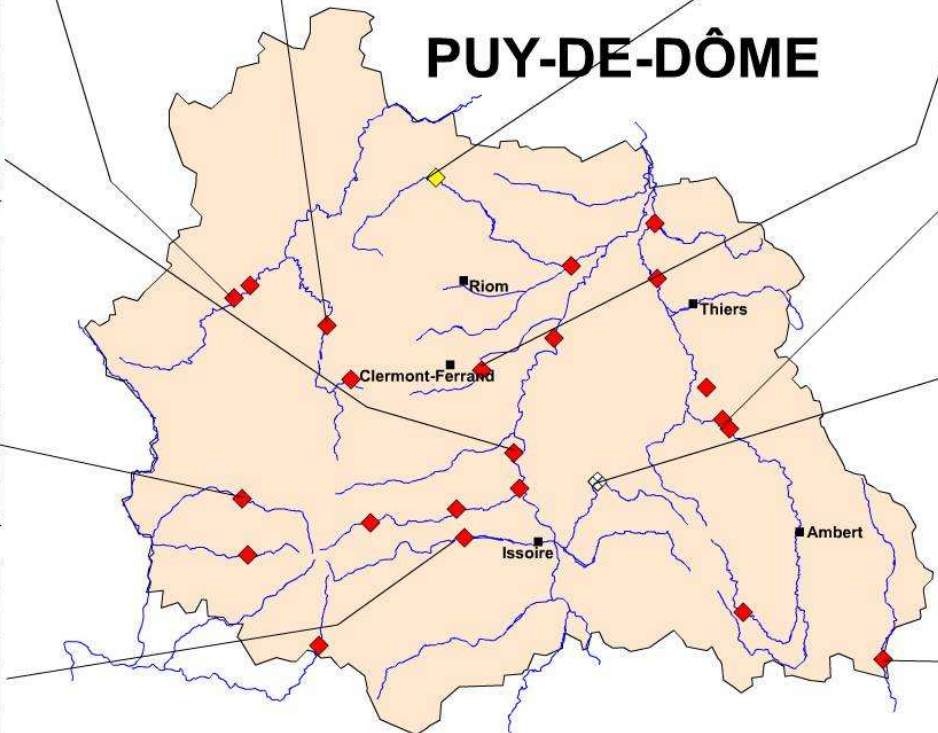 PUY-DE-DÔME
Riom
Thiers
Clermont-Ferrand
Ambert
Issoire